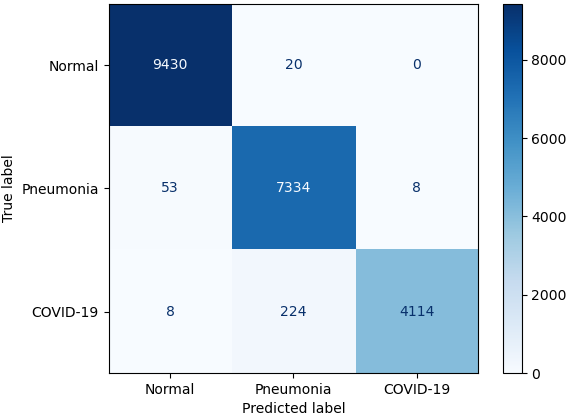 Normal 9430 20 0
Pneumonia 53 7334 8
COVID-19 8 224 4114
Normal Pneumonia COVID-19
Predicted label
True label
8000
6000
4000
2000
0